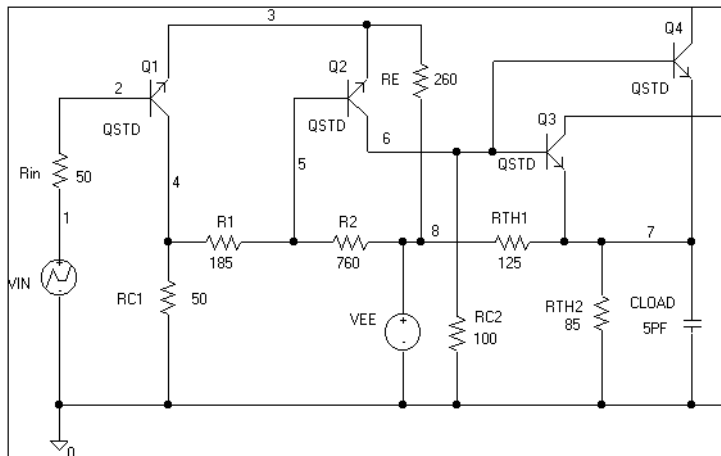 3
Q4
Q1
Q2
RE
260
2
QSTD
Q3
QSTD
QSTD
6
QSTD
Rin
50
4
5
1
R1
R2
8
RTH1
7
185
760
125
VIN
RC1
50
VEE
RC2
100
RTH2
85
CLOAD
5PF
0